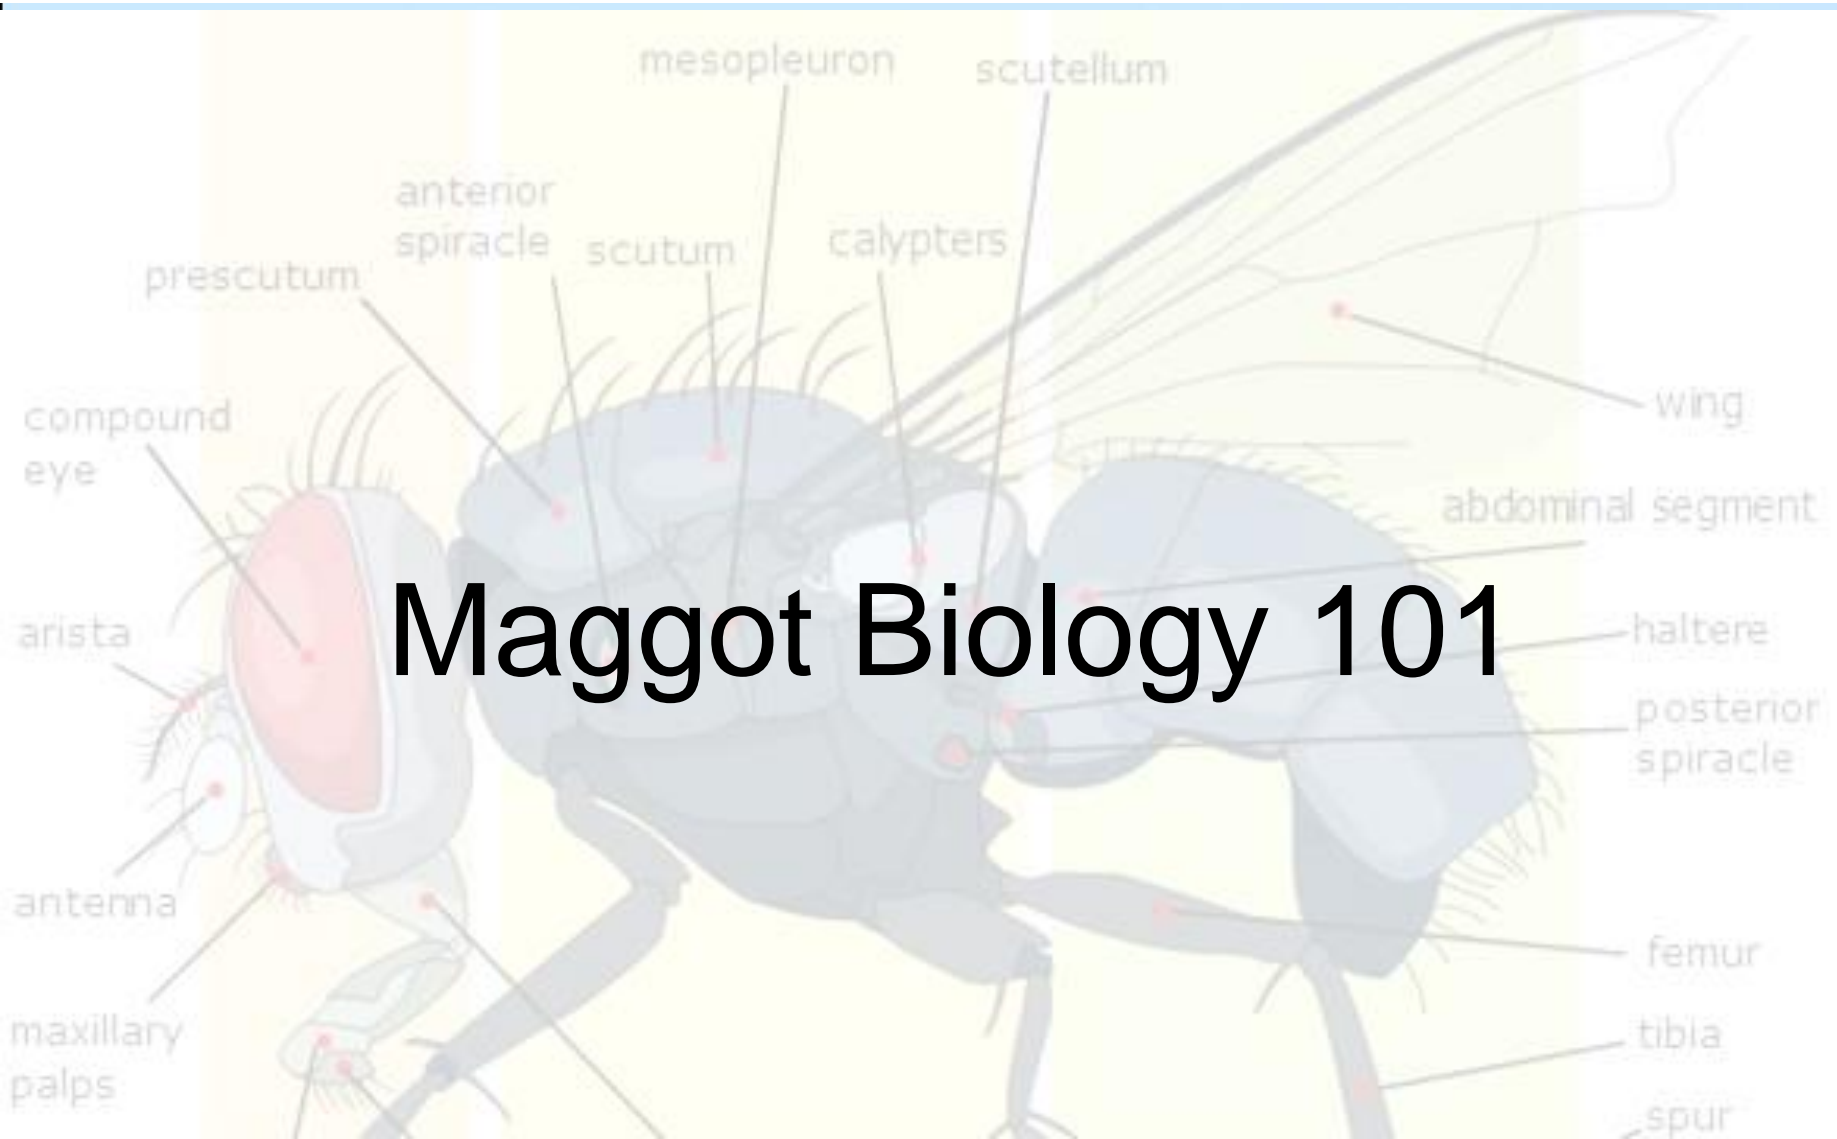 mesopleuron
scutellum
anterior
spiracle
scutum
calypters
prescutum
compound
eye
wing
abdominal segment
Maggot Biology 101
arista
haltere
posterior
spiracle
antenna
femur
maxillary
palps
tibia
spur